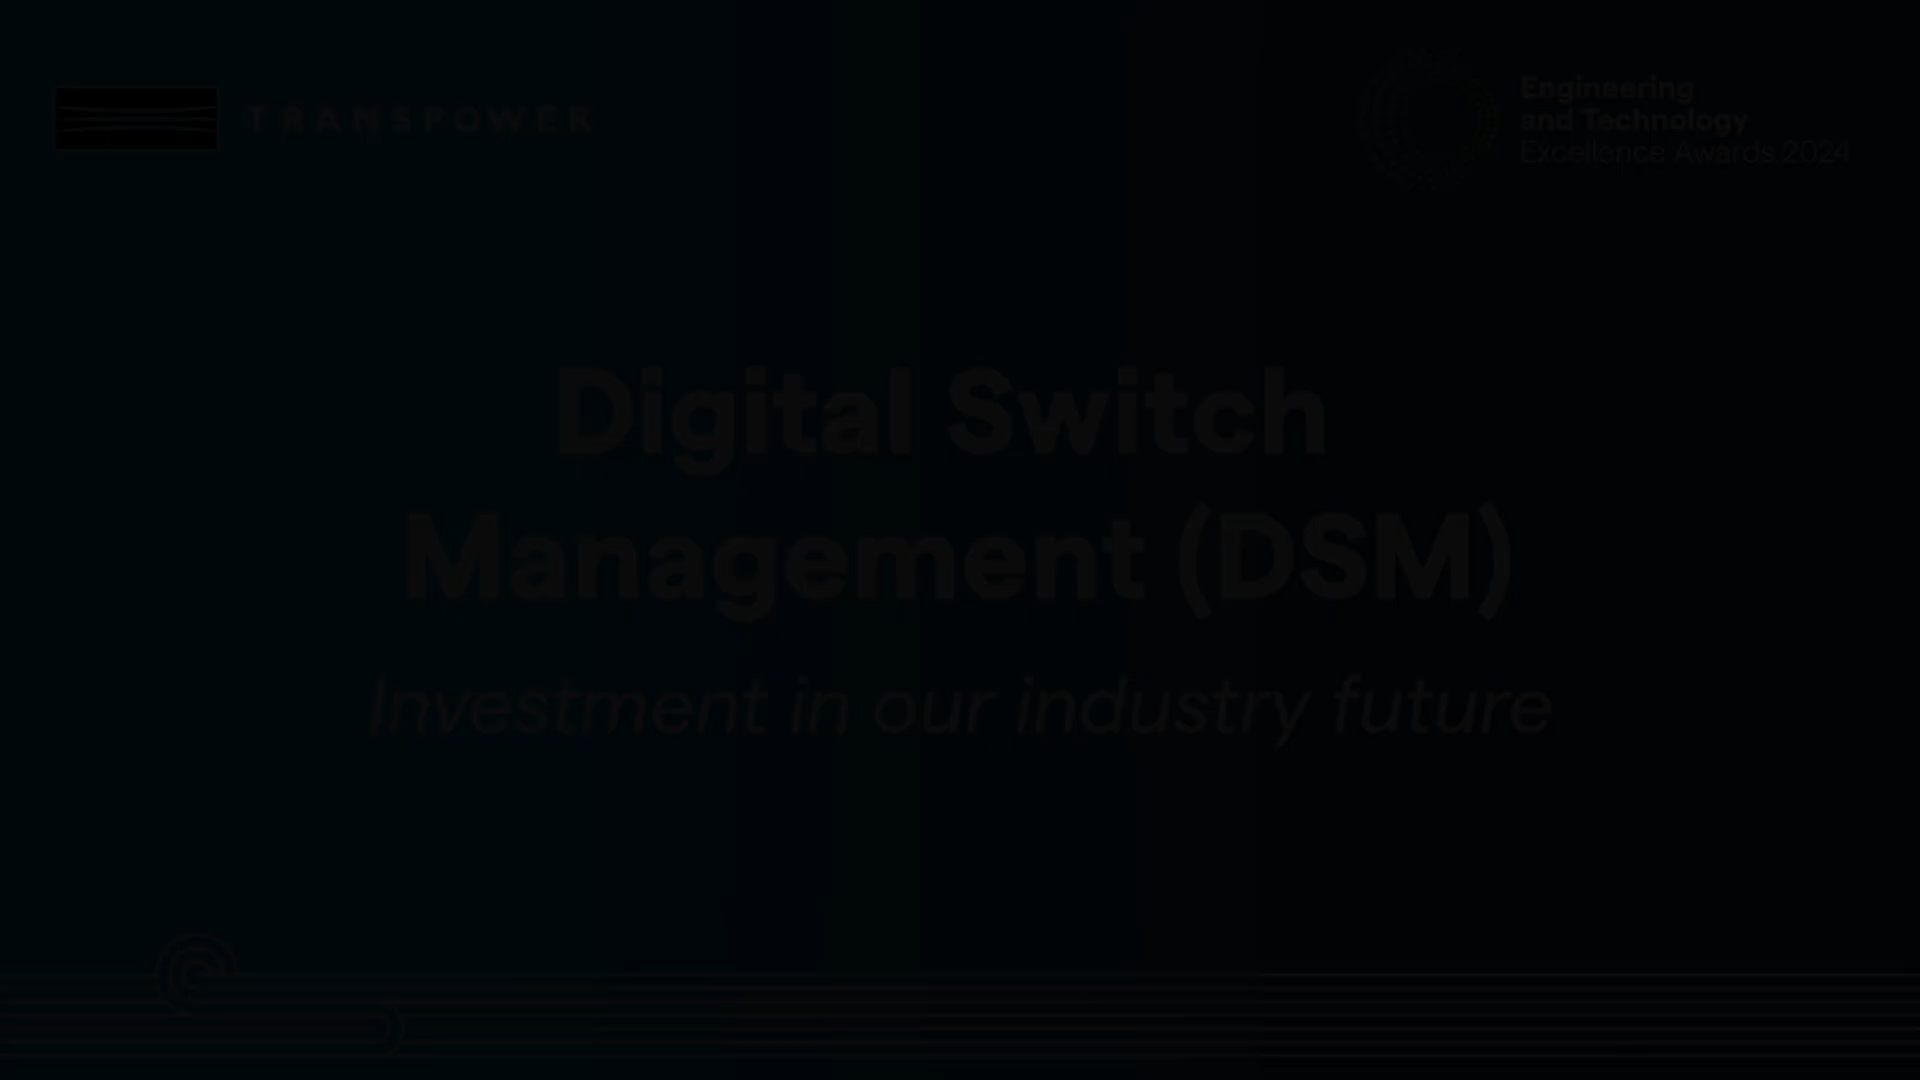 TRANSPOWER
Engineering
and Technology
Excellence Awards 2024
Digital Switch
Management (DSM)
Investment in our industry future